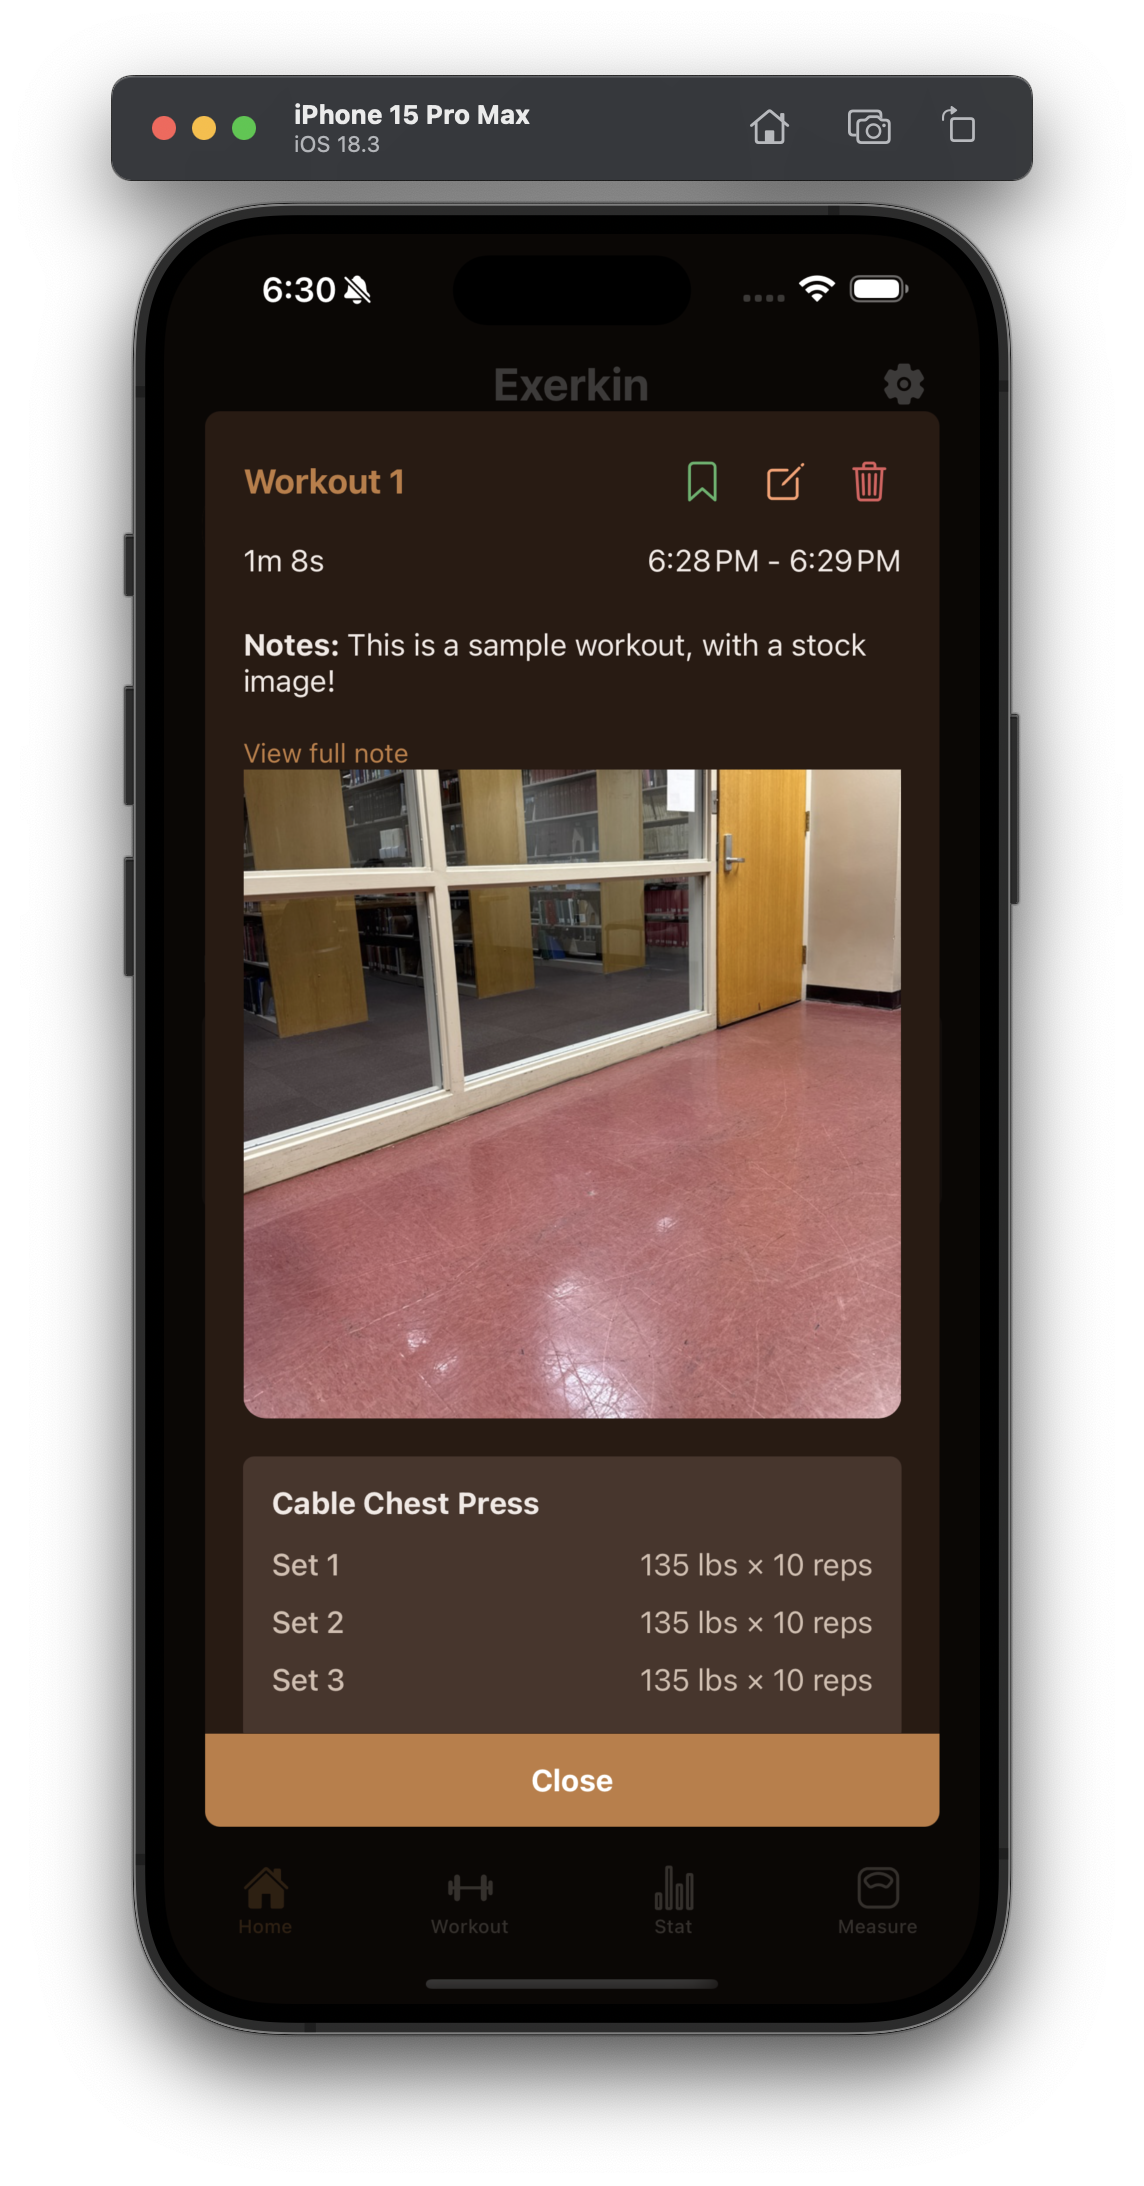 iPhone 15 Pro Max
iOS 18.3
6:30
Exerkin
Workout 1
1m 8s
6:28 PM - 6:29 PM
Notes: This is a sample workout, with a stock
image!
View full note
Cable Chest Press
Set 1
135 lbs × 10 reps
Set 2
135 lbs × 10 reps
Set 3
135 lbs × 10 reps
Close
Home
Workout
Stat
Measure